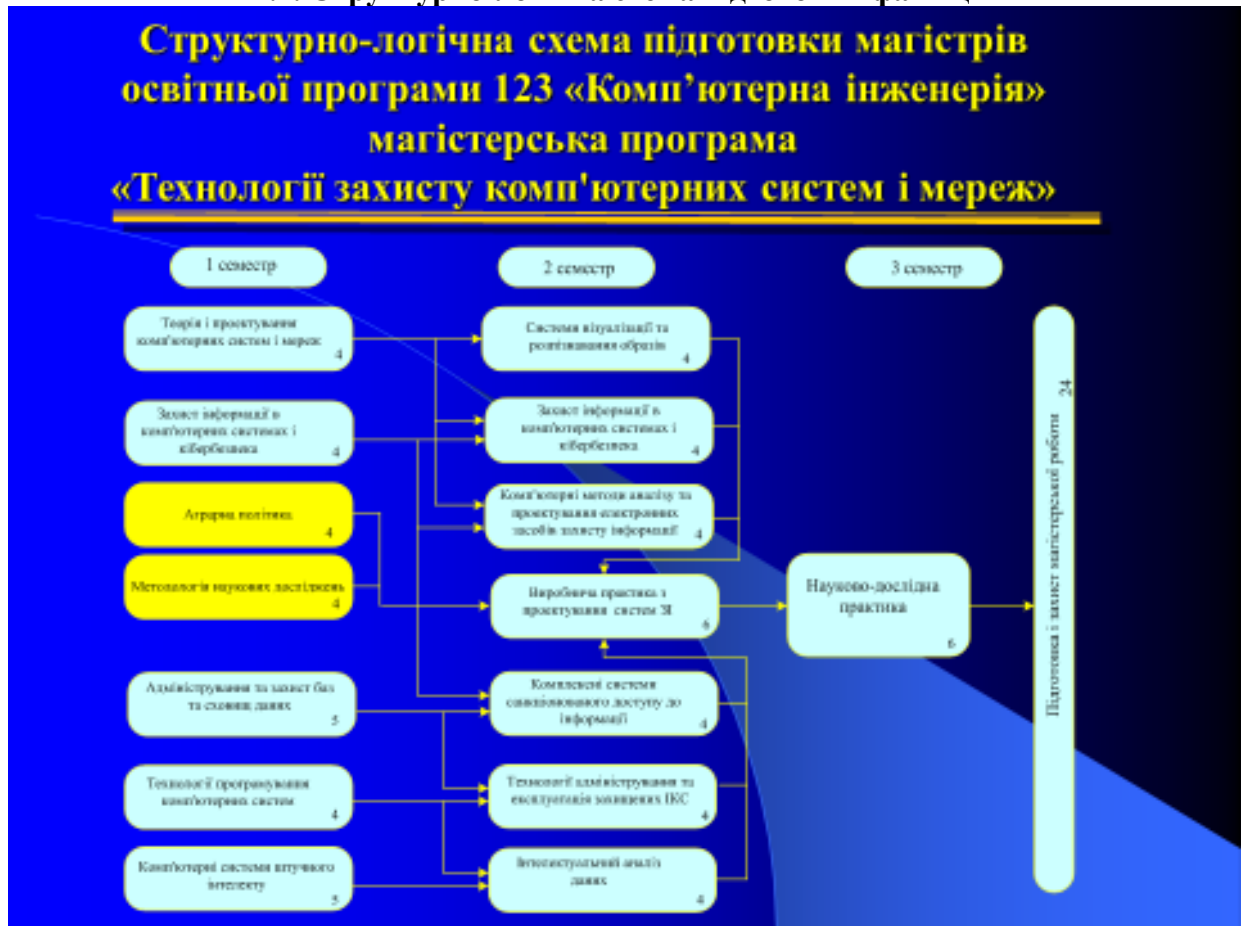 Структурно-логічна схема підготовки магістрів
освітньої програми 123 «Комп’ютерна інженерія»
магістерська програма
«Технології захисту комп'ютерних систем і мереж»
1 семестр
2 семестр
3 семестр
Теорія і проектування
комп'ютерних систем і мереж
4
Захист інформації в
комп'ютерних системах і
кібербезпека
4
Аграрна політика
4
Методологія наукових досліджень
4
Адміністрування та захист баз
та сховищ даних
5
Технології програмування
комп'ютерних систем
4
Комп'ютерні системи штучного
інтелекту
5
Системи візуалізації та
розпізнавання образів
4
Захист інформації в
комп'ютерних системах і
кібербезпека
4
Комп'ютерні методи аналізу та
проектування електронних
засобів захисту інформації
4
Виробнича практика з
проектування систем ЗІ
6
Комплексні системи
санкціонованого доступу до
інформації
4
Технології адміністрування та
експлуатація захищених ІКС
4
Інтелектуальний аналіз
даних
4
Науково-дослідна
практика
6
Підготовка і захист магістерської роботи
24